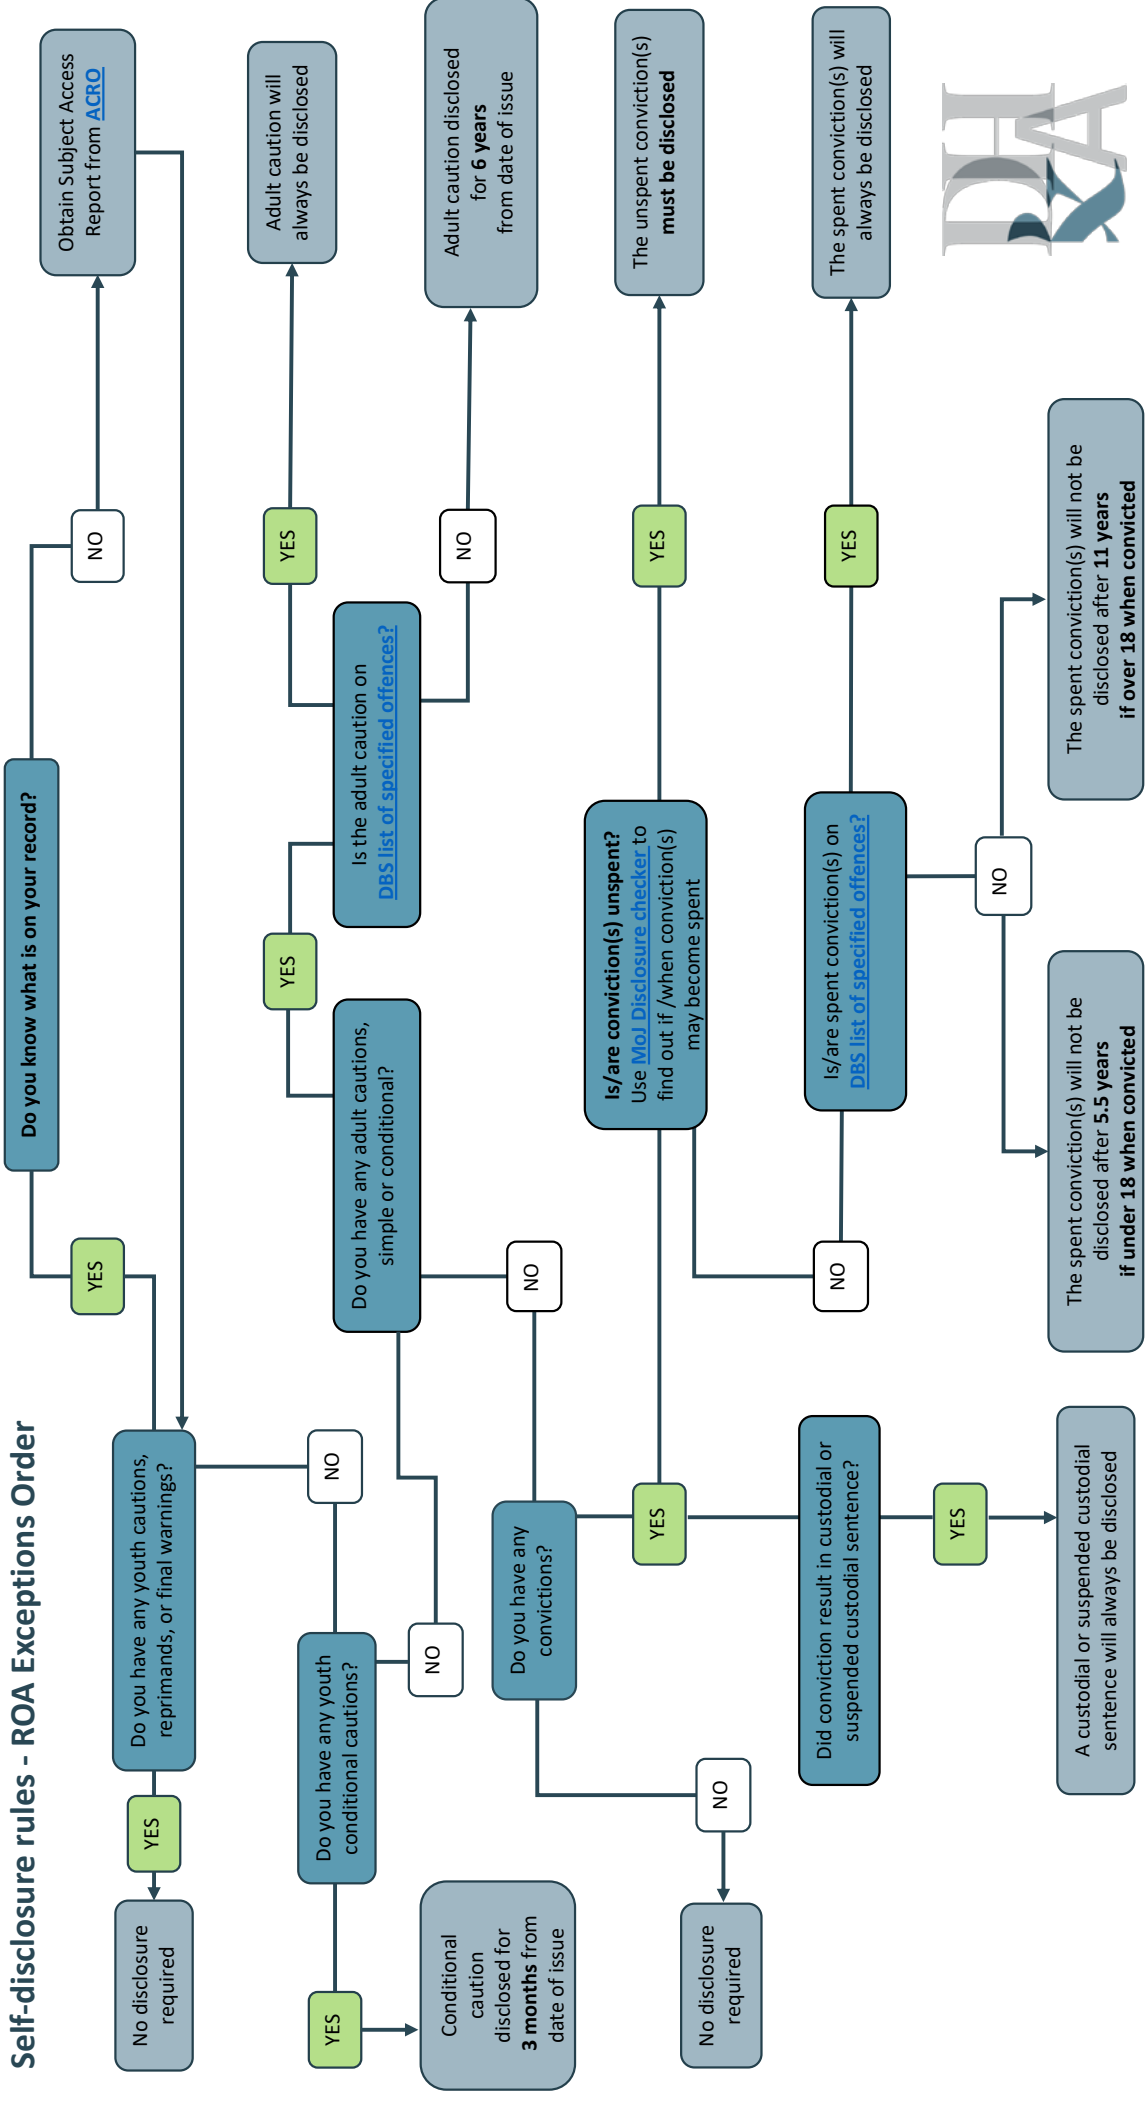 Self-disclosure rules - ROA Exceptions Order
Do you know what is on your record?
YES
NO
Obtain Subject Access
Report from ACRO
Do you have any youth cautions,
reprimands, or final warnings?
YES
No disclosure
required
NO
Do you have any youth
conditional cautions?
YES
Conditional
caution
disclosed for
3 months from
date of issue
NO
Do you have any adult cautions,
simple or conditional?
YES
Is the adult caution on
DBS list of specified offences?
YES
Adult caution will
always be disclosed
NO
Adult caution disclosed
for 6 years
from date of issue
NO
Do you have any
convictions?
NO
No disclosure
required
YES
Is/are conviction(s) unspent?
Use MoJ Disclosure checker to
find out if /when conviction(s)
may become spent
YES
The unspent conviction(s)
must be disclosed
NO
Is/are spent conviction(s) on
DBS list of specified offences?
YES
The spent conviction(s) will
always be disclosed
NO
The spent conviction(s) will not be
disclosed after 5.5 years
if under 18 when convicted
The spent conviction(s) will not be
disclosed after 11 years
if over 18 when convicted
Did conviction result in custodial or
suspended custodial sentence?
YES
A custodial or suspended custodial
sentence will always be disclosed